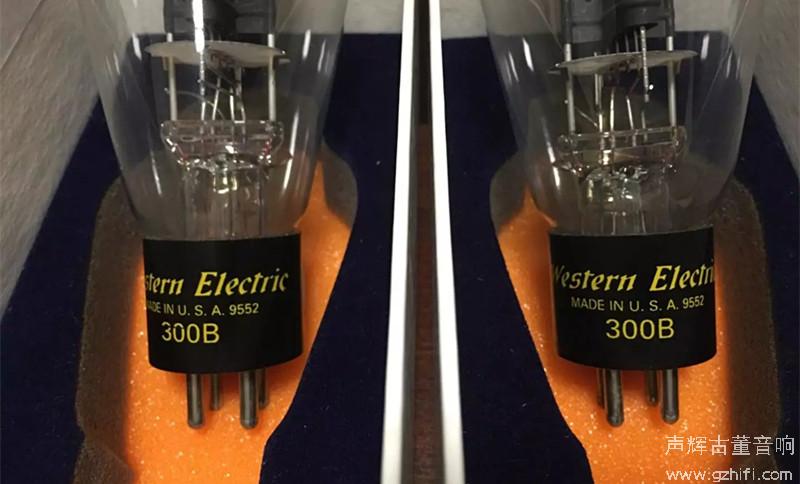 stern Electric
MADE IN U. S. A. 9552
300B
Western Electric
MADE IN U. S. A. 9552
300B
声辉古董音响
www.gzhifi.com